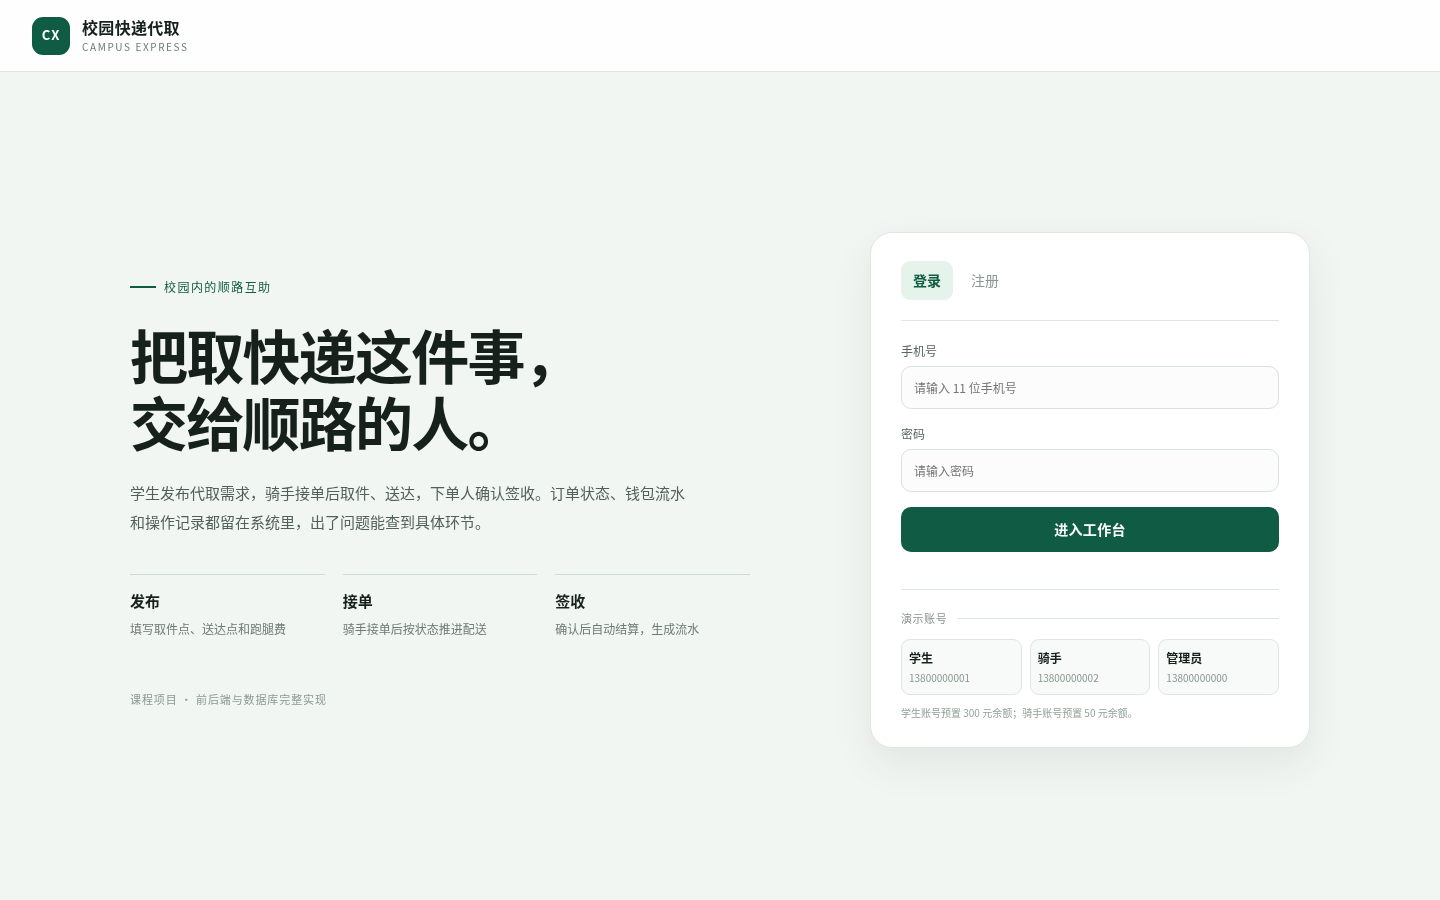 CX
校园快递代取
CAMPUS EXPRESS
校园内的顺路互助
把取快递这件事，
交给顺路的人。
学生发布代取需求，骑手接单后取件、送达，下单人确认签收。订单状态、钱包流水
和操作记录都留在系统里，出了问题能查到具体环节。
发布
填写取件点、送达点和跑腿费
接单
骑手接单后按状态推进配送
签收
确认后自动结算，生成流水
课程项目 · 前后端与数据库完整实现
登录 注册
手机号
请输入 11 位手机号
密码
请输入密码
进入工作台
演示账号
学生
13800000001
骑手
13800000002
管理员
13800000000
学生账号预置 300 元余额；骑手账号预置 50 元余额。